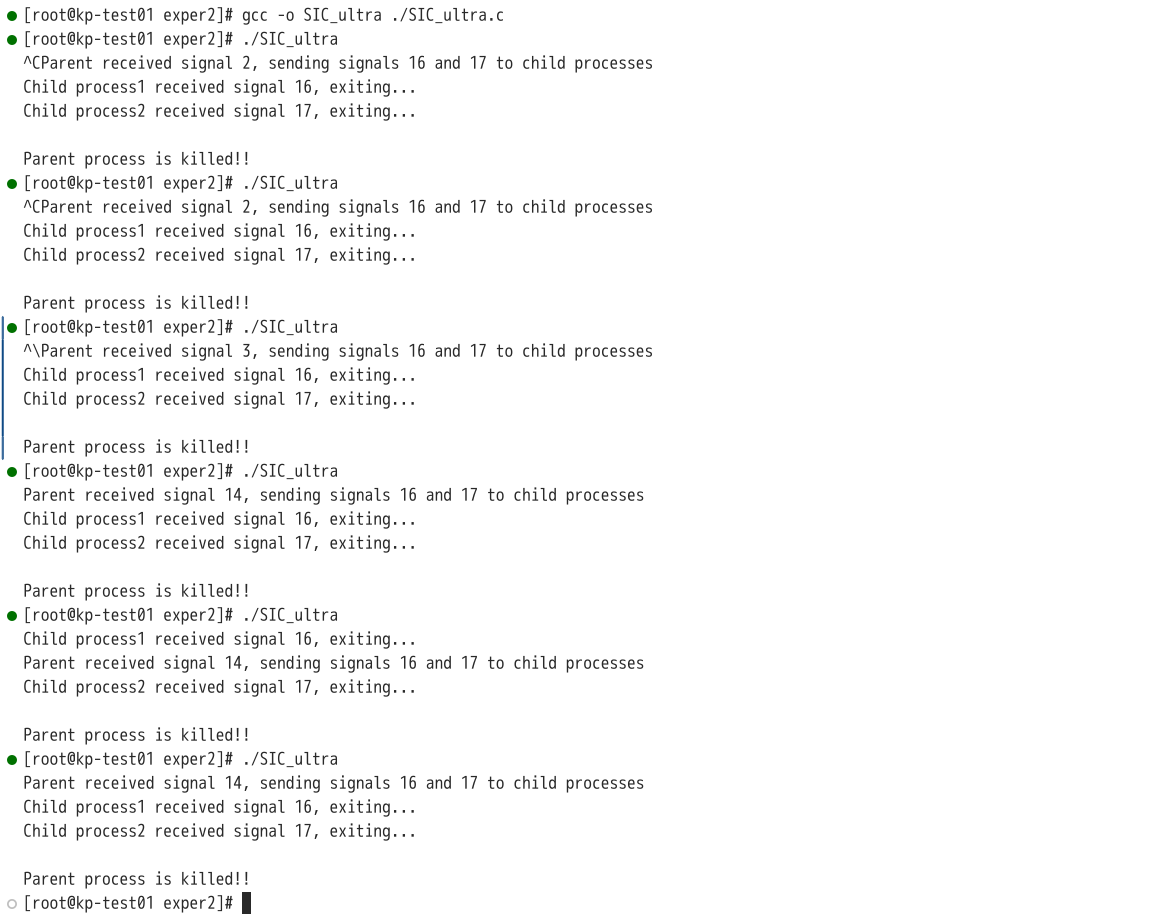 [root@kp-test01 exper2]# gcc -o SIC_ultra ./SIC_ultra.c
[root@kp-test01 exper2]# ./SIC_ultra
^CParent received signal 2, sending signals 16 and 17 to child processes
Child process1 received signal 16, exiting...
Child process2 received signal 17, exiting...
Parent process is killed!!
[root@kp-test01 exper2]# ./SIC_ultra
^CParent received signal 2, sending signals 16 and 17 to child processes
Child process1 received signal 16, exiting...
Child process2 received signal 17, exiting...
Parent process is killed!!
[root@kp-test01 exper2]# ./SIC_ultra
^\Parent received signal 3, sending signals 16 and 17 to child processes
Child process1 received signal 16, exiting...
Child process2 received signal 17, exiting...
Parent process is killed!!
[root@kp-test01 exper2]# ./SIC_ultra
Parent received signal 14, sending signals 16 and 17 to child processes
Child process1 received signal 16, exiting...
Child process2 received signal 17, exiting...
Parent process is killed!!
[root@kp-test01 exper2]# ./SIC_ultra
Child process1 received signal 16, exiting...
Parent received signal 14, sending signals 16 and 17 to child processes
Child process2 received signal 17, exiting...
Parent process is killed!!
[root@kp-test01 exper2]# ./SIC_ultra
Parent received signal 14, sending signals 16 and 17 to child processes
Child process1 received signal 16, exiting...
Child process2 received signal 17, exiting...
Parent process is killed!!
[root@kp-test01 exper2]#